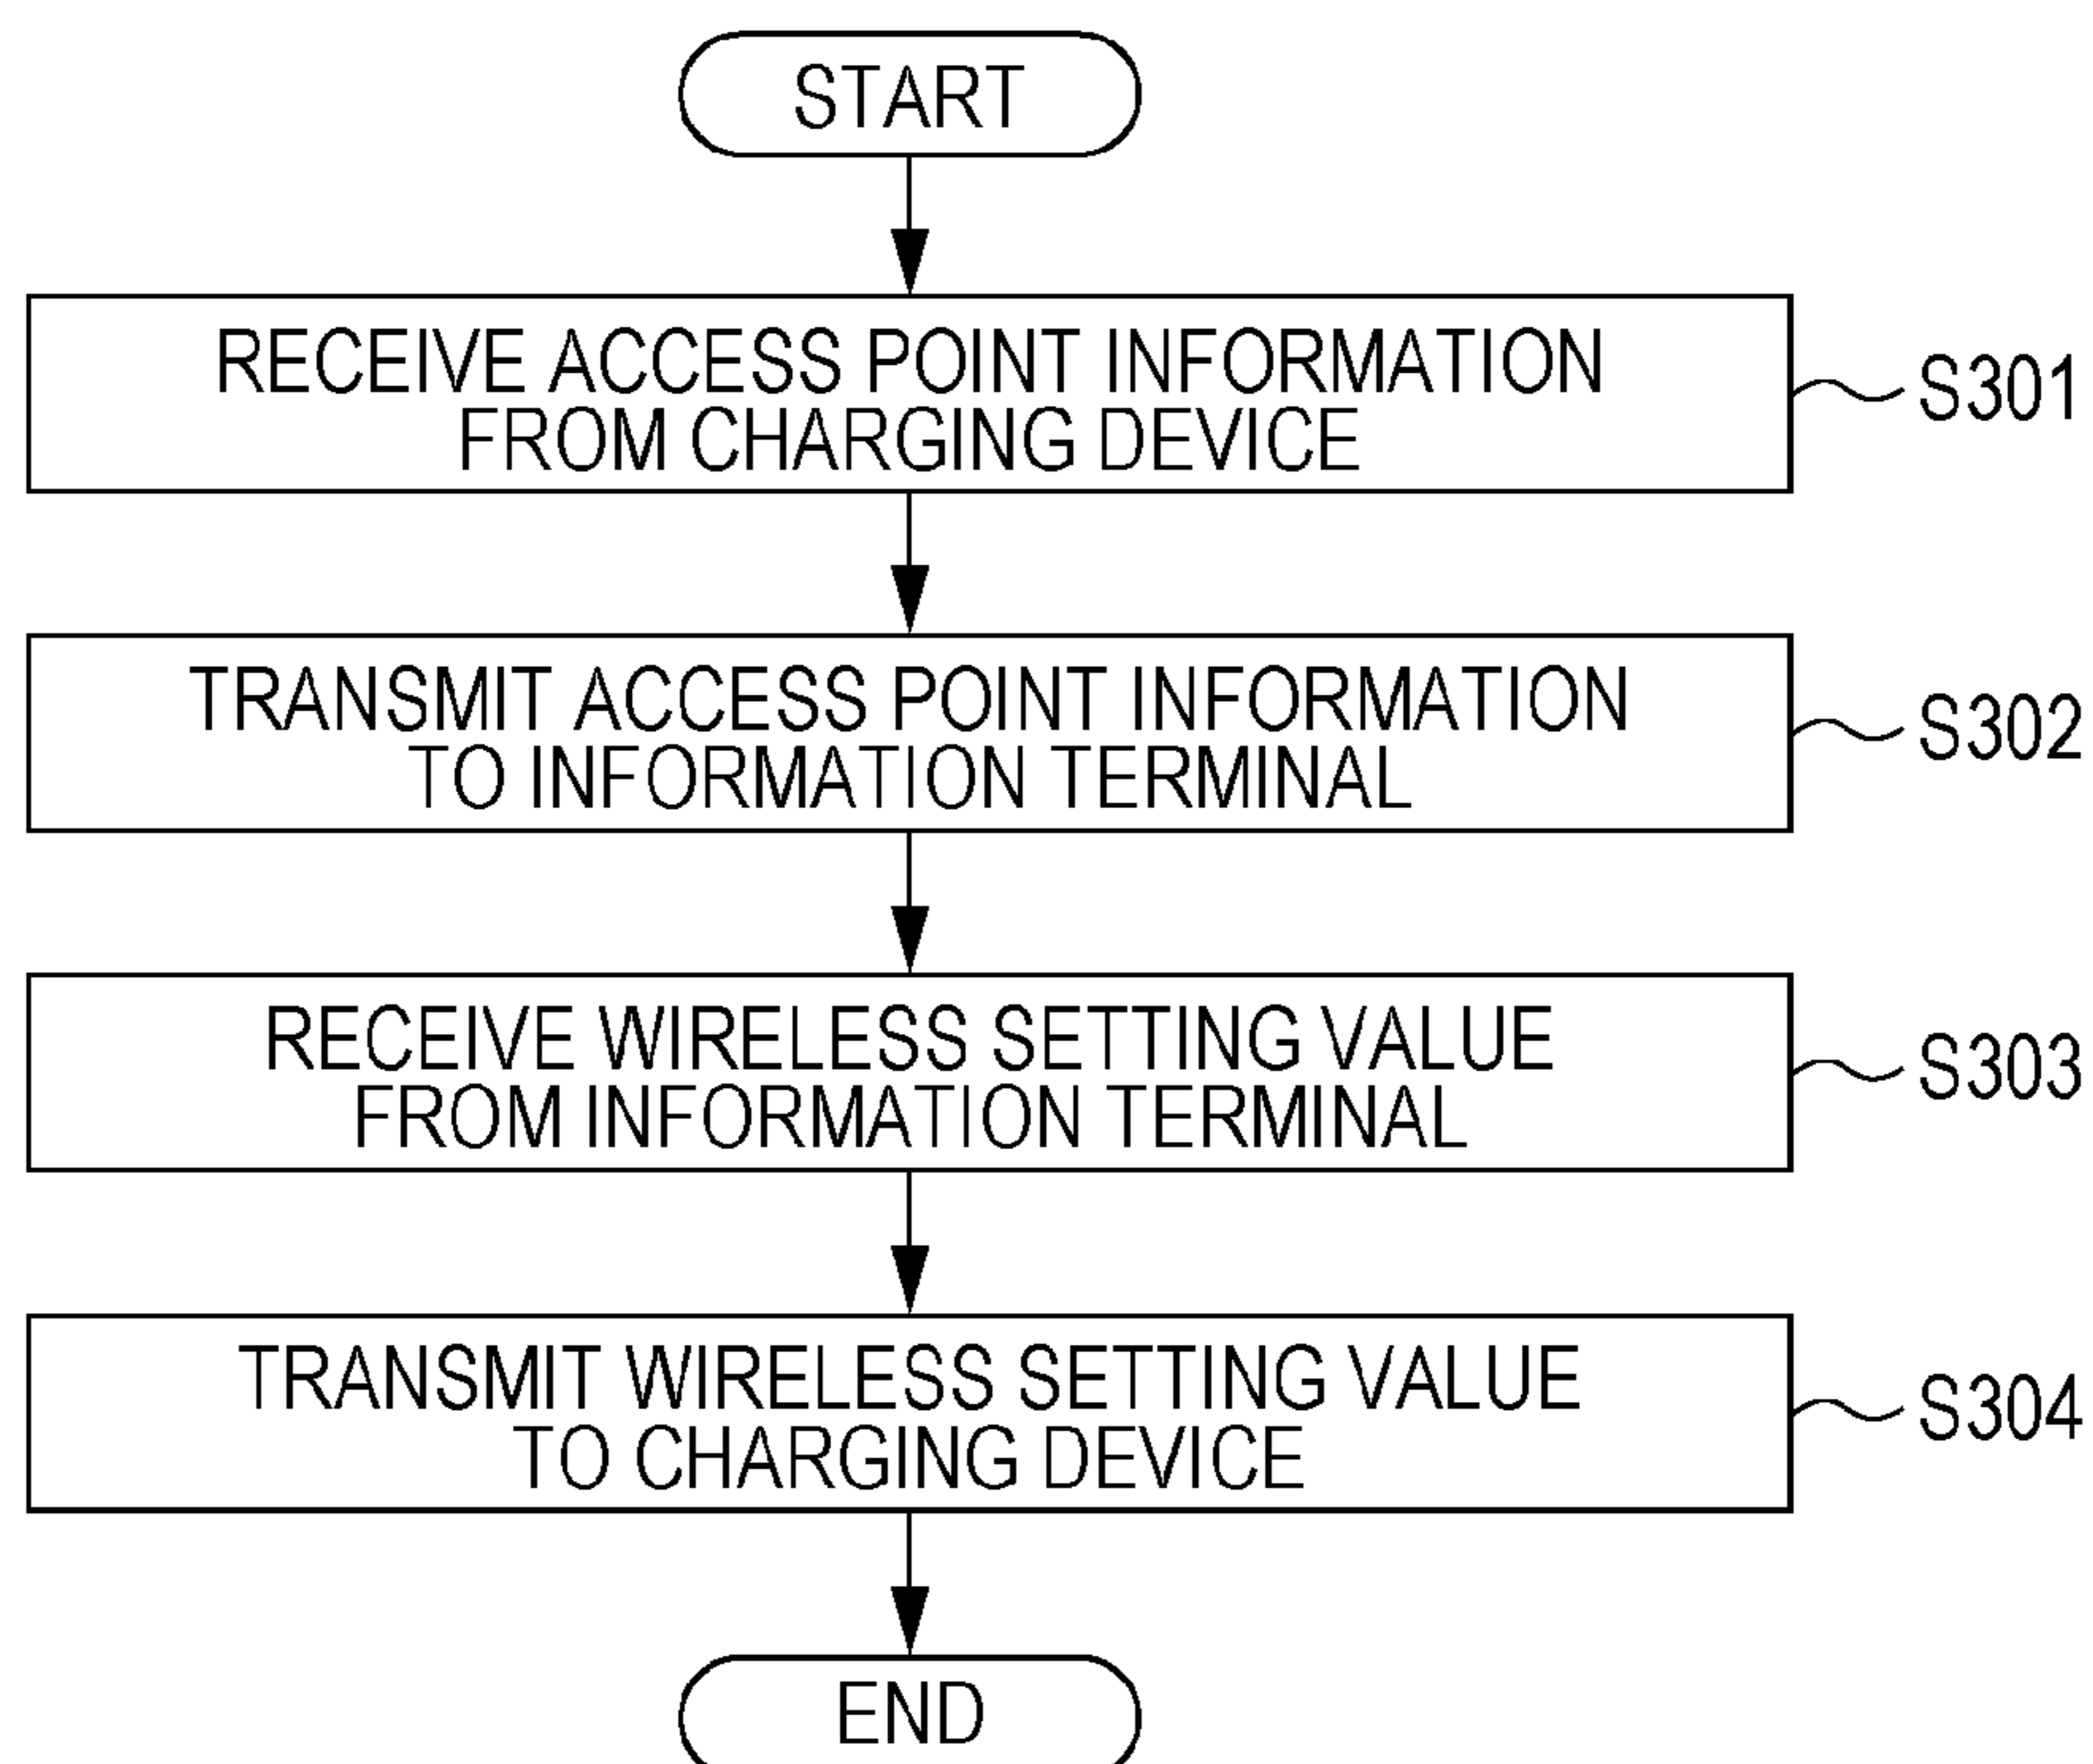 START
RECEIVE ACCESS POINT INFORMATION
FROM CHARGING DEVICE
S301
TRANSMIT ACCESS POINT INFORMATION
TO INFORMATION TERMINAL
S302
RECEIVE WIRELESS SETTING VALUE
FROM INFORMATION TERMINAL
S303
TRANSMIT WIRELESS SETTING VALUE
TO CHARGING DEVICE
S304
END